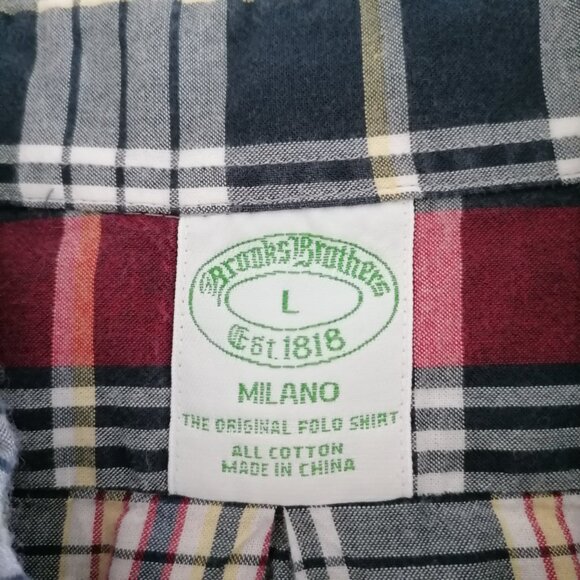 Brooks Brothers
L
Est. 1818
MILANO
THE ORIGINAL POLO SHIRT
ALL COTTON
MADE IN CHINA